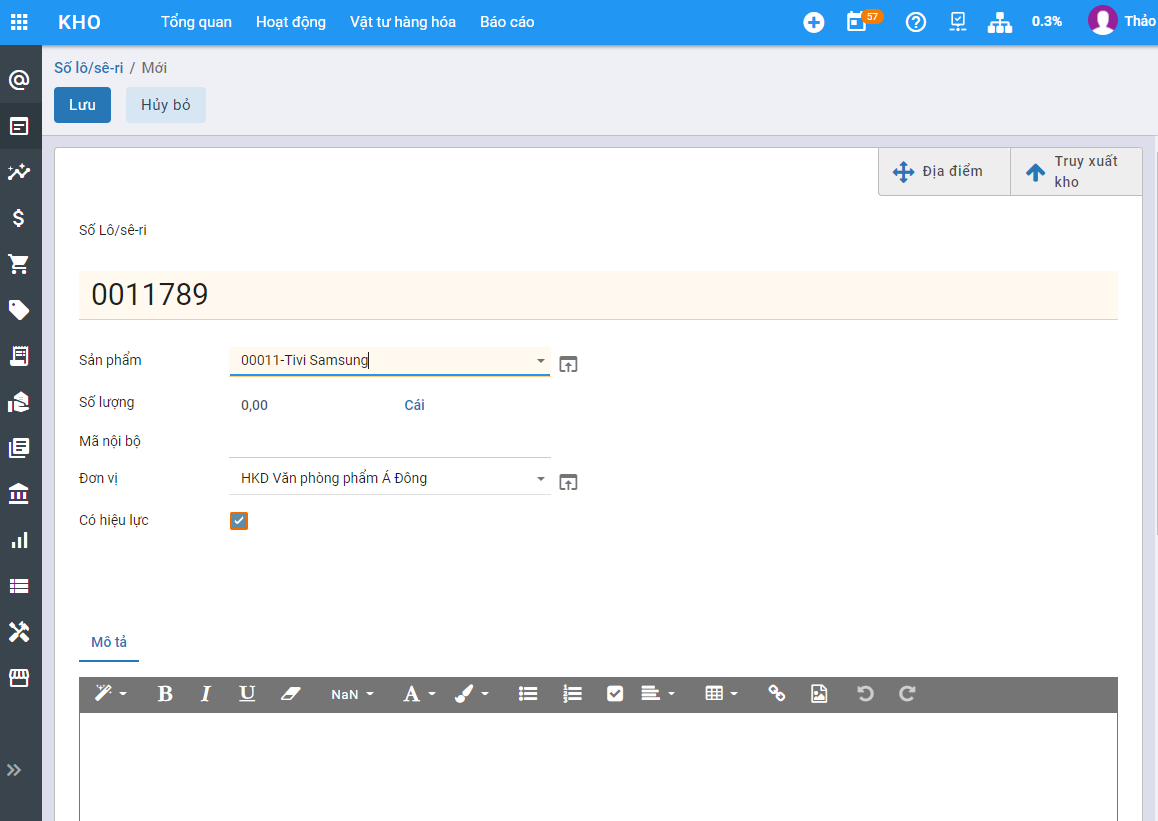 KHO Tổng quan Hoạt động Vật tư hàng hóa Báo cáo 57 0.3% Thảo
Số lô/sê-ri / Mới
Lưu Hủy bỏ
Địa điểm Truy xuất
kho
Số Lô/sê-ri
0011789
Sản phẩm 00011-Tivi Samsung
Số lượng 0,00 Cái
Mã nội bộ
Đơn vị HKD Văn phòng phẩm Á Đông
Có hiệu lực
Mô tả
B I U NaN A